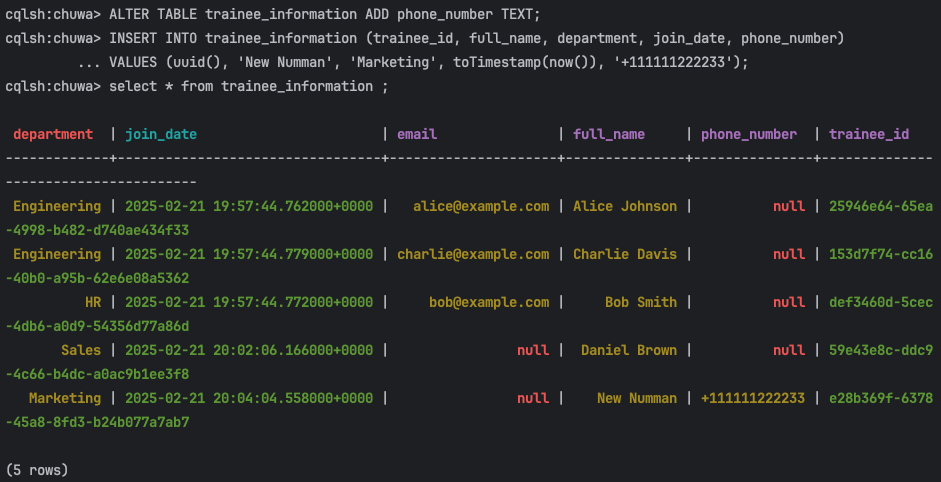 cqlsh:chuwa> ALTER TABLE trainee_information ADD phone_number TEXT;
cqlsh:chuwa> INSERT INTO trainee_information (trainee_id, full_name, department, join_date, phone_number)
         ... VALUES (uuid(), 'New Numman', 'Marketing', toTimestamp(now()), '+111111222233');
cqlsh:chuwa> select * from trainee_information ;
 department  | join_date                       | email               | full_name     | phone_number | trainee_id
-------------+---------------------------------+---------------------+---------------+--------------+--------------
------------------------
 Engineering | 2025-02-21 19:57:44.762000+0000 |   alice@example.com | Alice Johnson |         null | 25946e64-65ea
-4998-b482-d740ae434f33
 Engineering | 2025-02-21 19:57:44.779000+0000 | charlie@example.com | Charlie Davis |         null | 153d7f74-cc16
-40b0-a95b-62e6e08a5362
          HR | 2025-02-21 19:57:44.772000+0000 |     bob@example.com |     Bob Smith |         null | def3460d-5cec
-4db6-a0d9-54356d77a86d
       Sales | 2025-02-21 20:02:06.166000+0000 |                null |  Daniel Brown |         null | 59e43e8c-ddc9
-4c66-b4dc-a0ac9b1ee3f8
   Marketing | 2025-02-21 20:04:04.558000+0000 |                null |    New Numman | +111111222233 | e28b369f-6378
-45a8-8fd3-b24b077a7ab7
(5 rows)